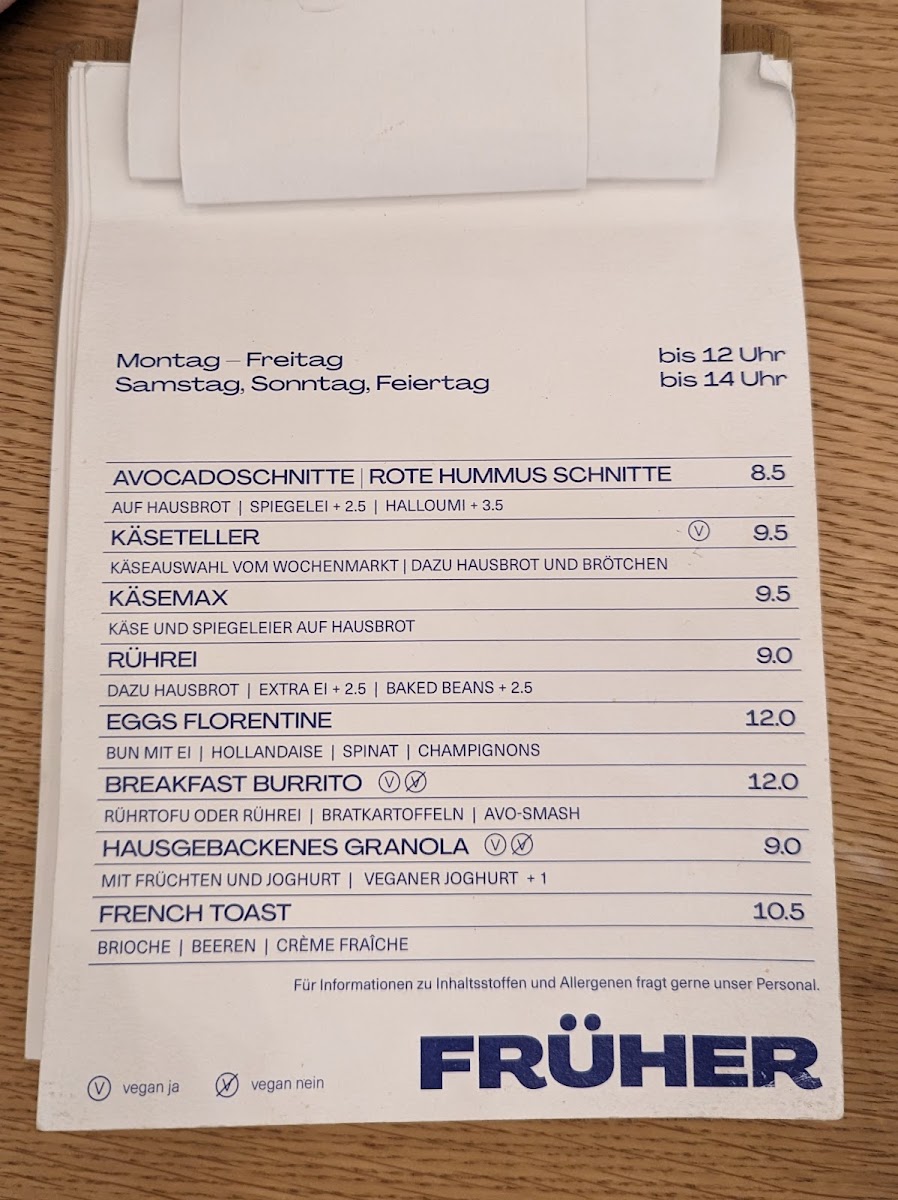 Montag – Freitag bis 12 Uhr
Samstag, Sonntag, Feiertag bis 14 Uhr
AVOCADOSCHNITTE | ROTE HUMMUS SCHNITTE 8.5
AUF HAUSBROT | SPIEGELEI + 2.5 | HALLOUMI + 3.5
KÄSETELLER V 9.5
KÄSEAUSWAHL VOM WOCHENMARKT | DAZU HAUSBROT UND BRÖTCHEN
KÄSEMAX 9.5
KÄSE UND SPIEGELEIER AUF HAUSBROT
RÜHREI 9.0
DAZU HAUSBROT | EXTRA EI + 2.5 | BAKED BEANS + 2.5
EGGS FLORENTINE 12.0
BUN MIT EI | HOLLANDAISE | SPINAT | CHAMPIGNONS
BREAKFAST BURRITO V V 12.0
RÜHRTOFU ODER RÜHREI | BRATKARTOFFELN | AVO-SMASH
HAUSGEBACKENES GRANOLA V V 9.0
MIT FRÜCHTEN UND JOGHURT | VEGANER JOGHURT + 1
FRENCH TOAST 10.5
BRIOCHE | BEEREN | CRÈME FRAÎCHE
Für Informationen zu Inhaltsstoffen und Allergenen fragt gerne unser Personal.
FRÜHER
V vegan ja V vegan nein